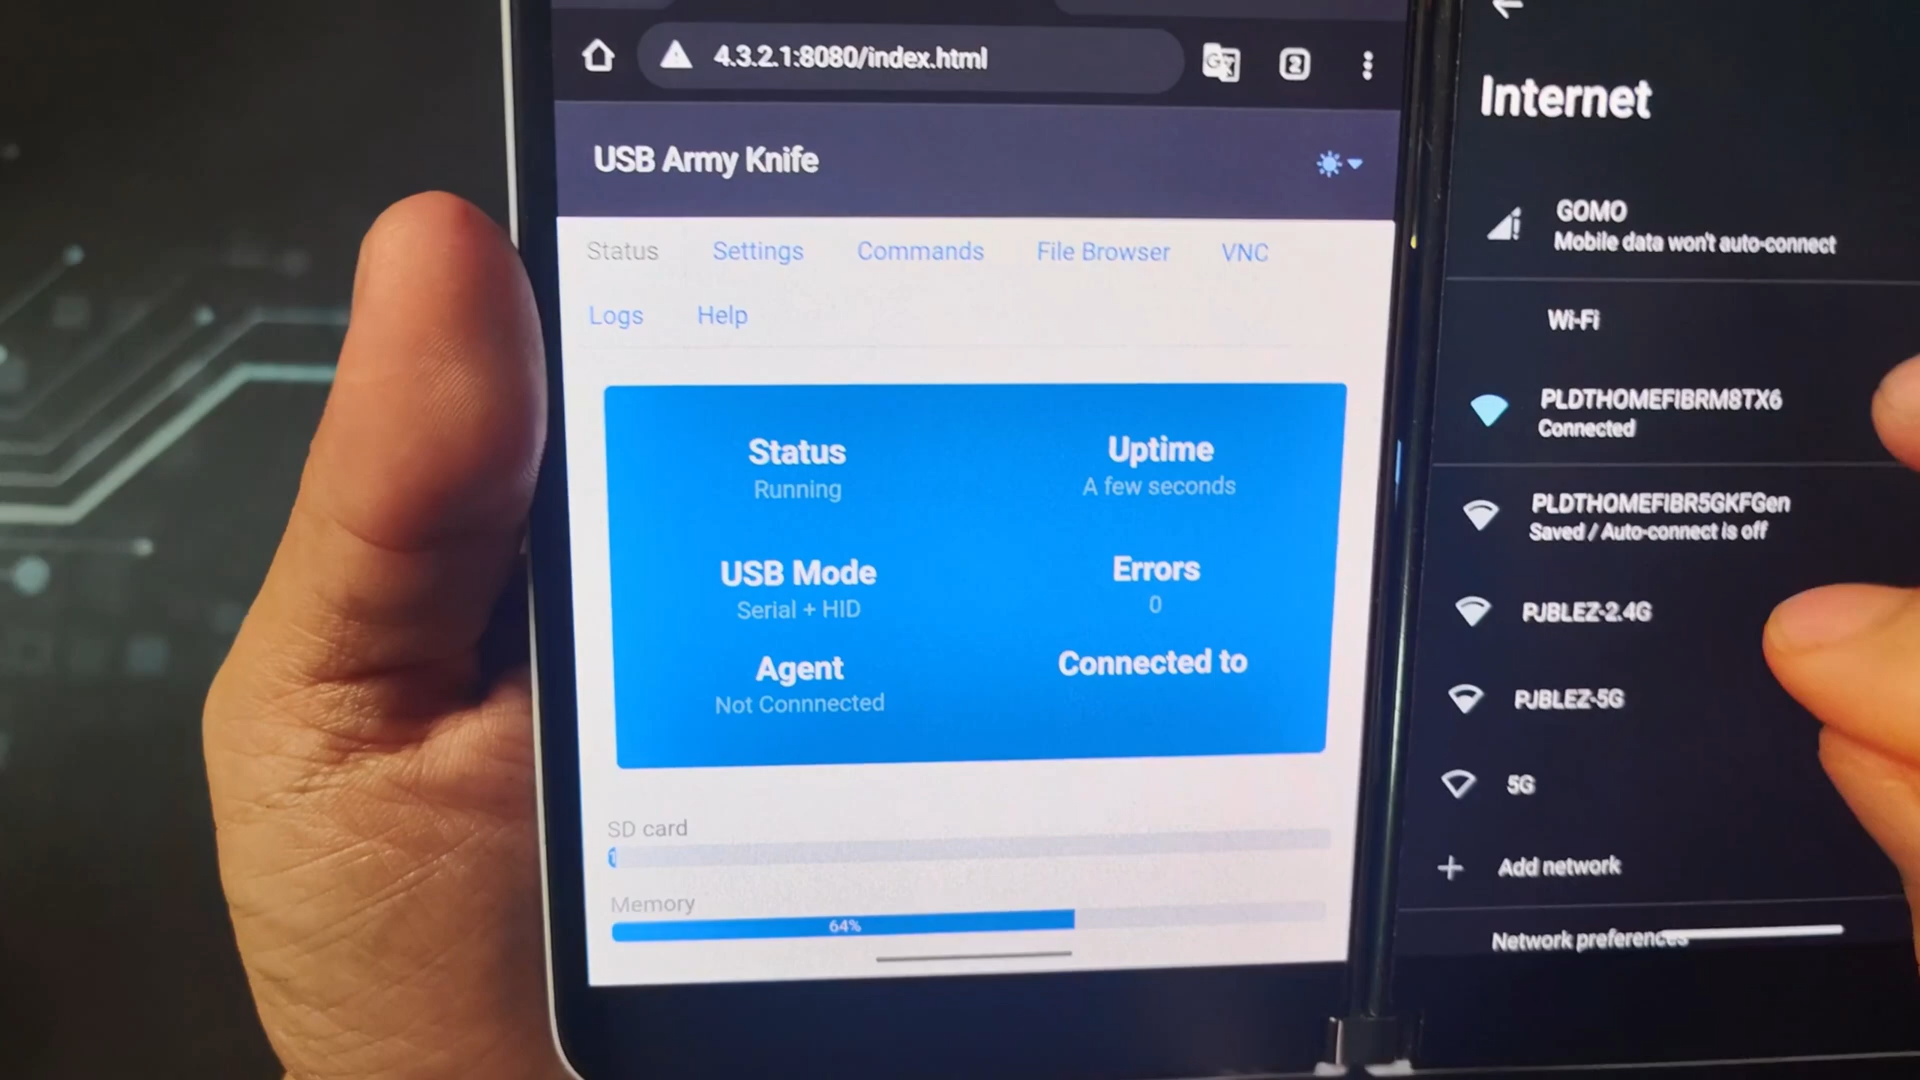 4.3.2.1:8080/index.html
2
USB Army Knife
Status Settings Commands File Browser VNC
Logs Help
Status
Running
Uptime
A few seconds
USB Mode
Serial + HID
Errors
0
Agent
Not Connnected
Connected to
SD card
Memory
64%
Internet
GOMO
Mobile data won't auto-connect
Wi-Fi
PLDTHOMEFIBRM8TX6
Connected
PLDTHOMEFIBR5GKFGen
Saved / Auto-connect is off
PJBLEZ-2.4G
PJBLEZ-5G
5G
Add network
Network preferences